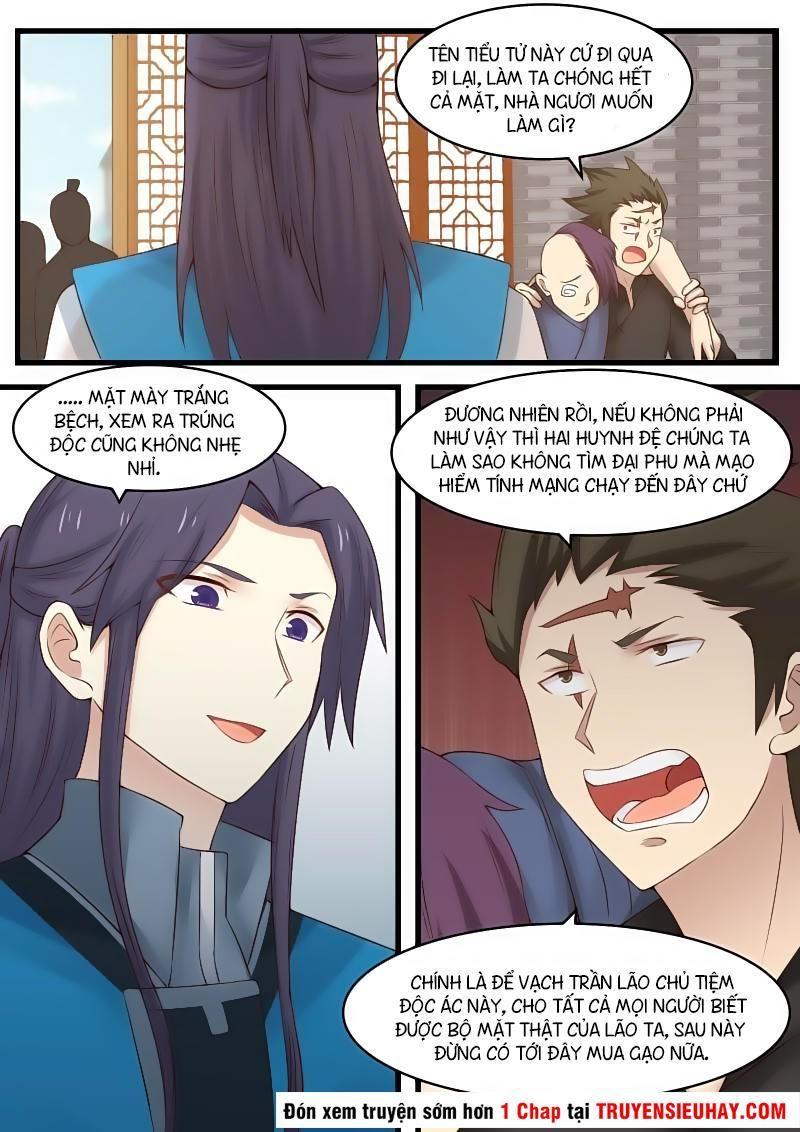 TÊN TIỂU TỬ NÀY CỨ ĐI QUA
ĐI LẠI, LÀM TA CHÓNG HẾT
CẢ MẶT, NHÀ NGƯƠI MUỐN
LÀM GÌ?
..... MẶT MÀY TRẮNG
BỆCH, XEM RA TRÚNG
ĐỘC CŨNG KHÔNG NHẸ
NHỈ.
ĐƯƠNG NHIÊN RỒI, NẾU KHÔNG PHẢI
NHƯ VẬY THÌ HAI HUYNH ĐỆ CHÚNG TA
LÀM SAO KHÔNG TÌM ĐẠI PHU MÀ MẠO
HIỂM TÍNH MẠNG CHẠY ĐẾN ĐÂY CHỨ
CHÍNH LÀ ĐỂ VẠCH TRẦN LÃO CHỦ TIỆM
ĐỘC ÁC NÀY, CHO TẤT CẢ MỌI NGƯỜI BIẾT
ĐƯỢC BỘ MẶT THẬT CỦA LÃO TA, SAU NÀY
ĐỪNG CÓ TỚI ĐÂY MUA GẠO NỮA.
Đón xem truyện sớm hơn 1 Chap tại TRUYENSIEUHAY.COM